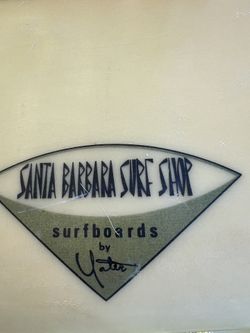 SANTA BARBARA SURF SHOP
surfboards
by
Yater